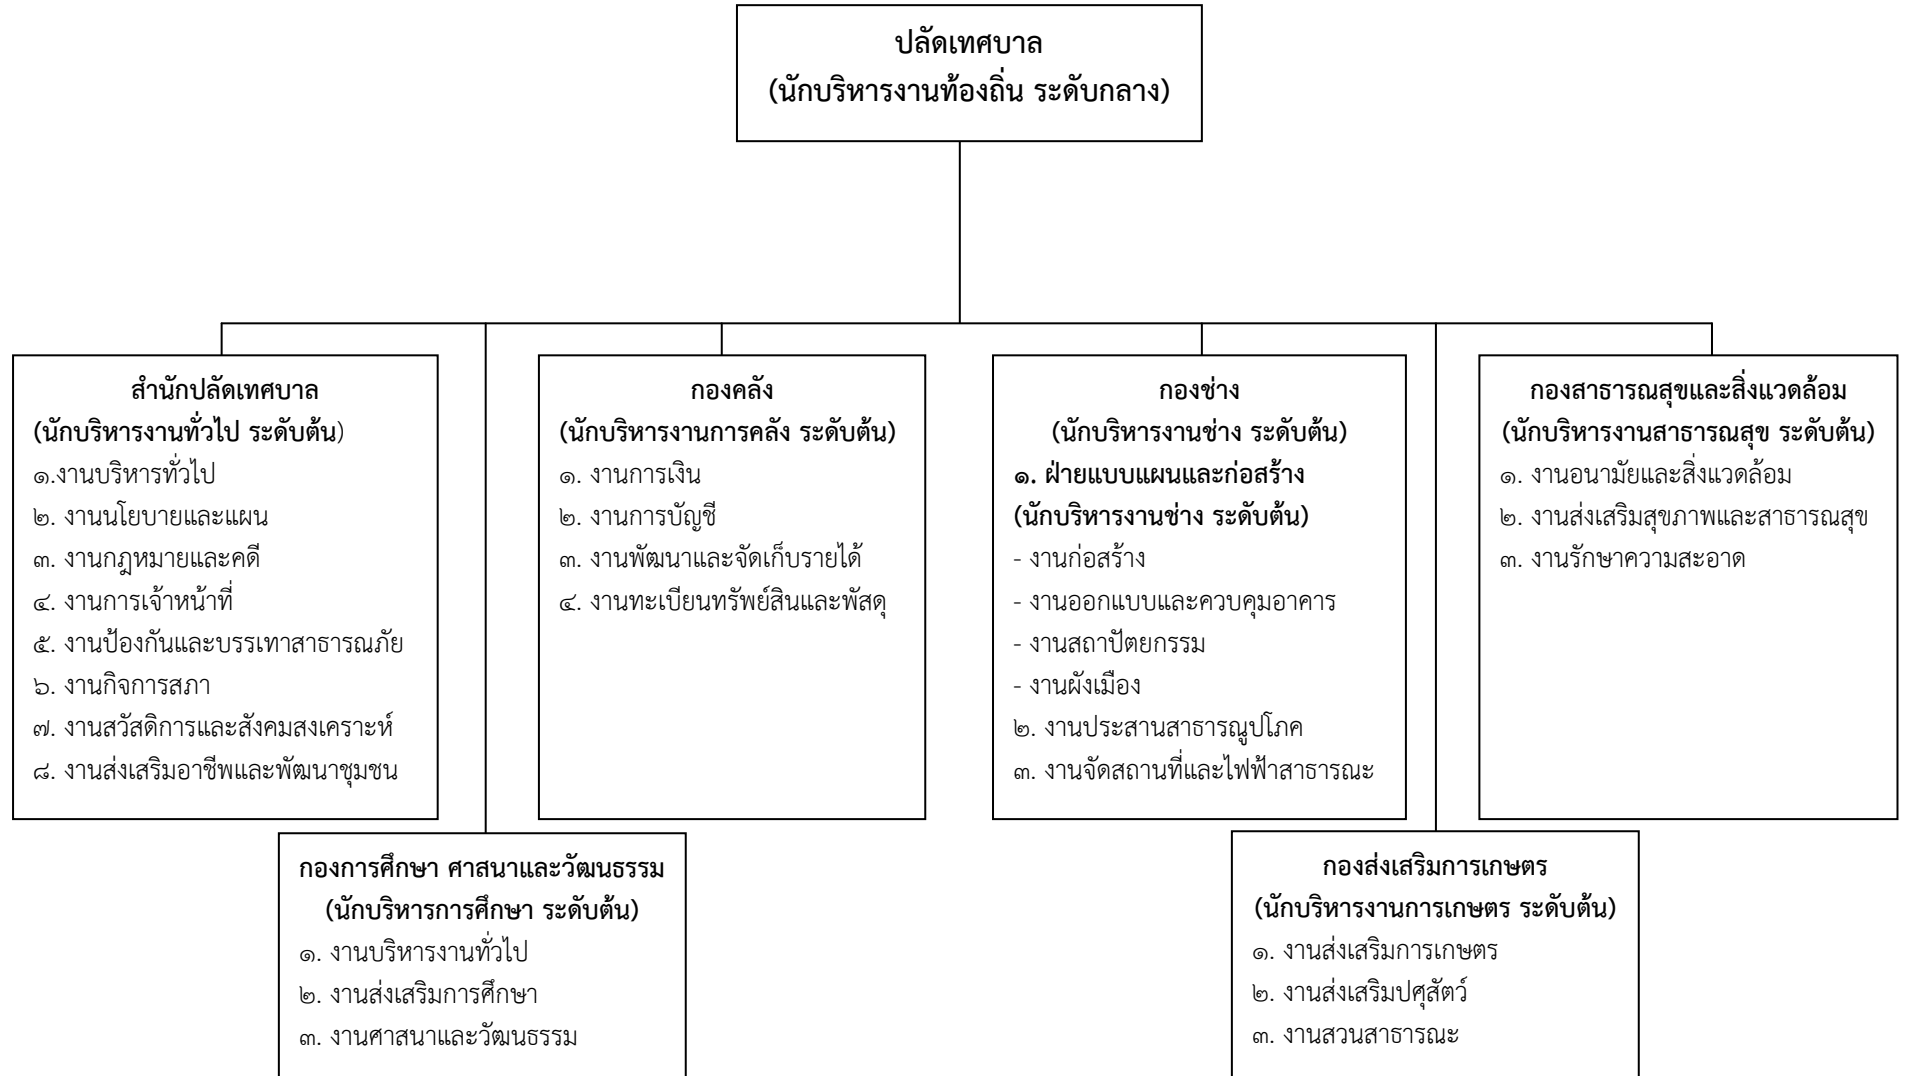 ปลัดเทศบาล
(นักบริหารงานท้องถิ่น ระดับกลาง)
สำนักปลัดเทศบาล
(นักบริหารงานทั่วไป ระดับต้น)
๑.งานบริหารทั่วไป
๒. งานนโยบายและแผน
๓. งานกฎหมายและคดี
๔. งานการเจ้าหน้าที่
๕. งานป้องกันและบรรเทาสาธารณภัย
๖. งานกิจการสภา
๗. งานสวัสดิการและสังคมสงเคราะห์
๘. งานส่งเสริมอาชีพและพัฒนาชุมชน
กองคลัง
(นักบริหารงานการคลัง ระดับต้น)
๑. งานการเงิน
๒. งานการบัญชี
๓. งานพัฒนาและจัดเก็บรายได้
๔. งานทะเบียนทรัพย์สินและพัสดุ
กองช่าง
(นักบริหารงานช่าง ระดับต้น)
๑. ฝ่ายแบบแผนและก่อสร้าง
(นักบริหารงานช่าง ระดับต้น)
- งานก่อสร้าง
- งานออกแบบและควบคุมอาคาร
- งานสถาปัตยกรรม
- งานผังเมือง
๒. งานประสานสาธารณูปโภค
๓. งานจัดสถานที่และไฟฟ้าสาธารณะ
กองสาธารณสุขและสิ่งแวดล้อม
(นักบริหารงานสาธารณสุข ระดับต้น)
๑. งานอนามัยและสิ่งแวดล้อม
๒. งานส่งเสริมสุขภาพและสาธารณสุข
๓. งานรักษาความสะอาด
กองการศึกษา ศาสนาและวัฒนธรรม
(นักบริหารการศึกษา ระดับต้น)
๑. งานบริหารงานทั่วไป
๒. งานส่งเสริมการศึกษา
๓. งานศาสนาและวัฒนธรรม
กองส่งเสริมการเกษตร
(นักบริหารงานการเกษตร ระดับต้น)
๑. งานส่งเสริมการเกษตร
๒. งานส่งเสริมปศุสัตว์
๓. งานสวนสาธารณะ